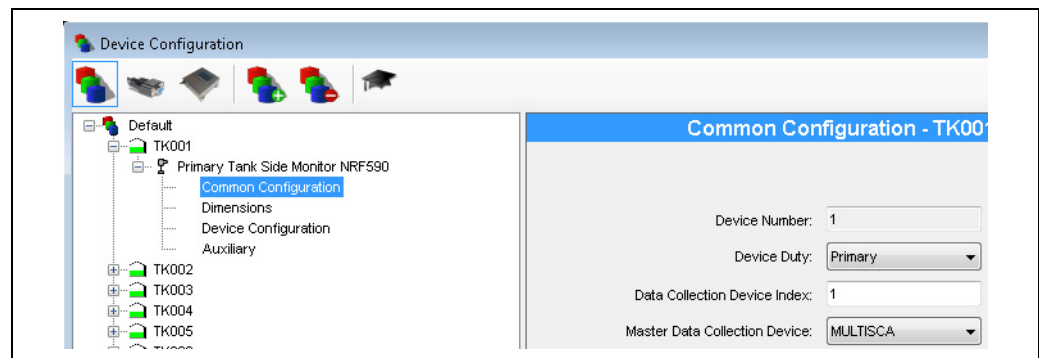 Device Configuration
Default
TK001
Primary Tank Side Monitor NRF590
Common Configuration
Dimensions
Device Configuration
Auxiliary
TK002
TK003
TK004
TK005
Common Configuration - TK001
Device Number: 1
Device Duty: Primary
Data Collection Device Index: 1
Master Data Collection Device: MULTISCA